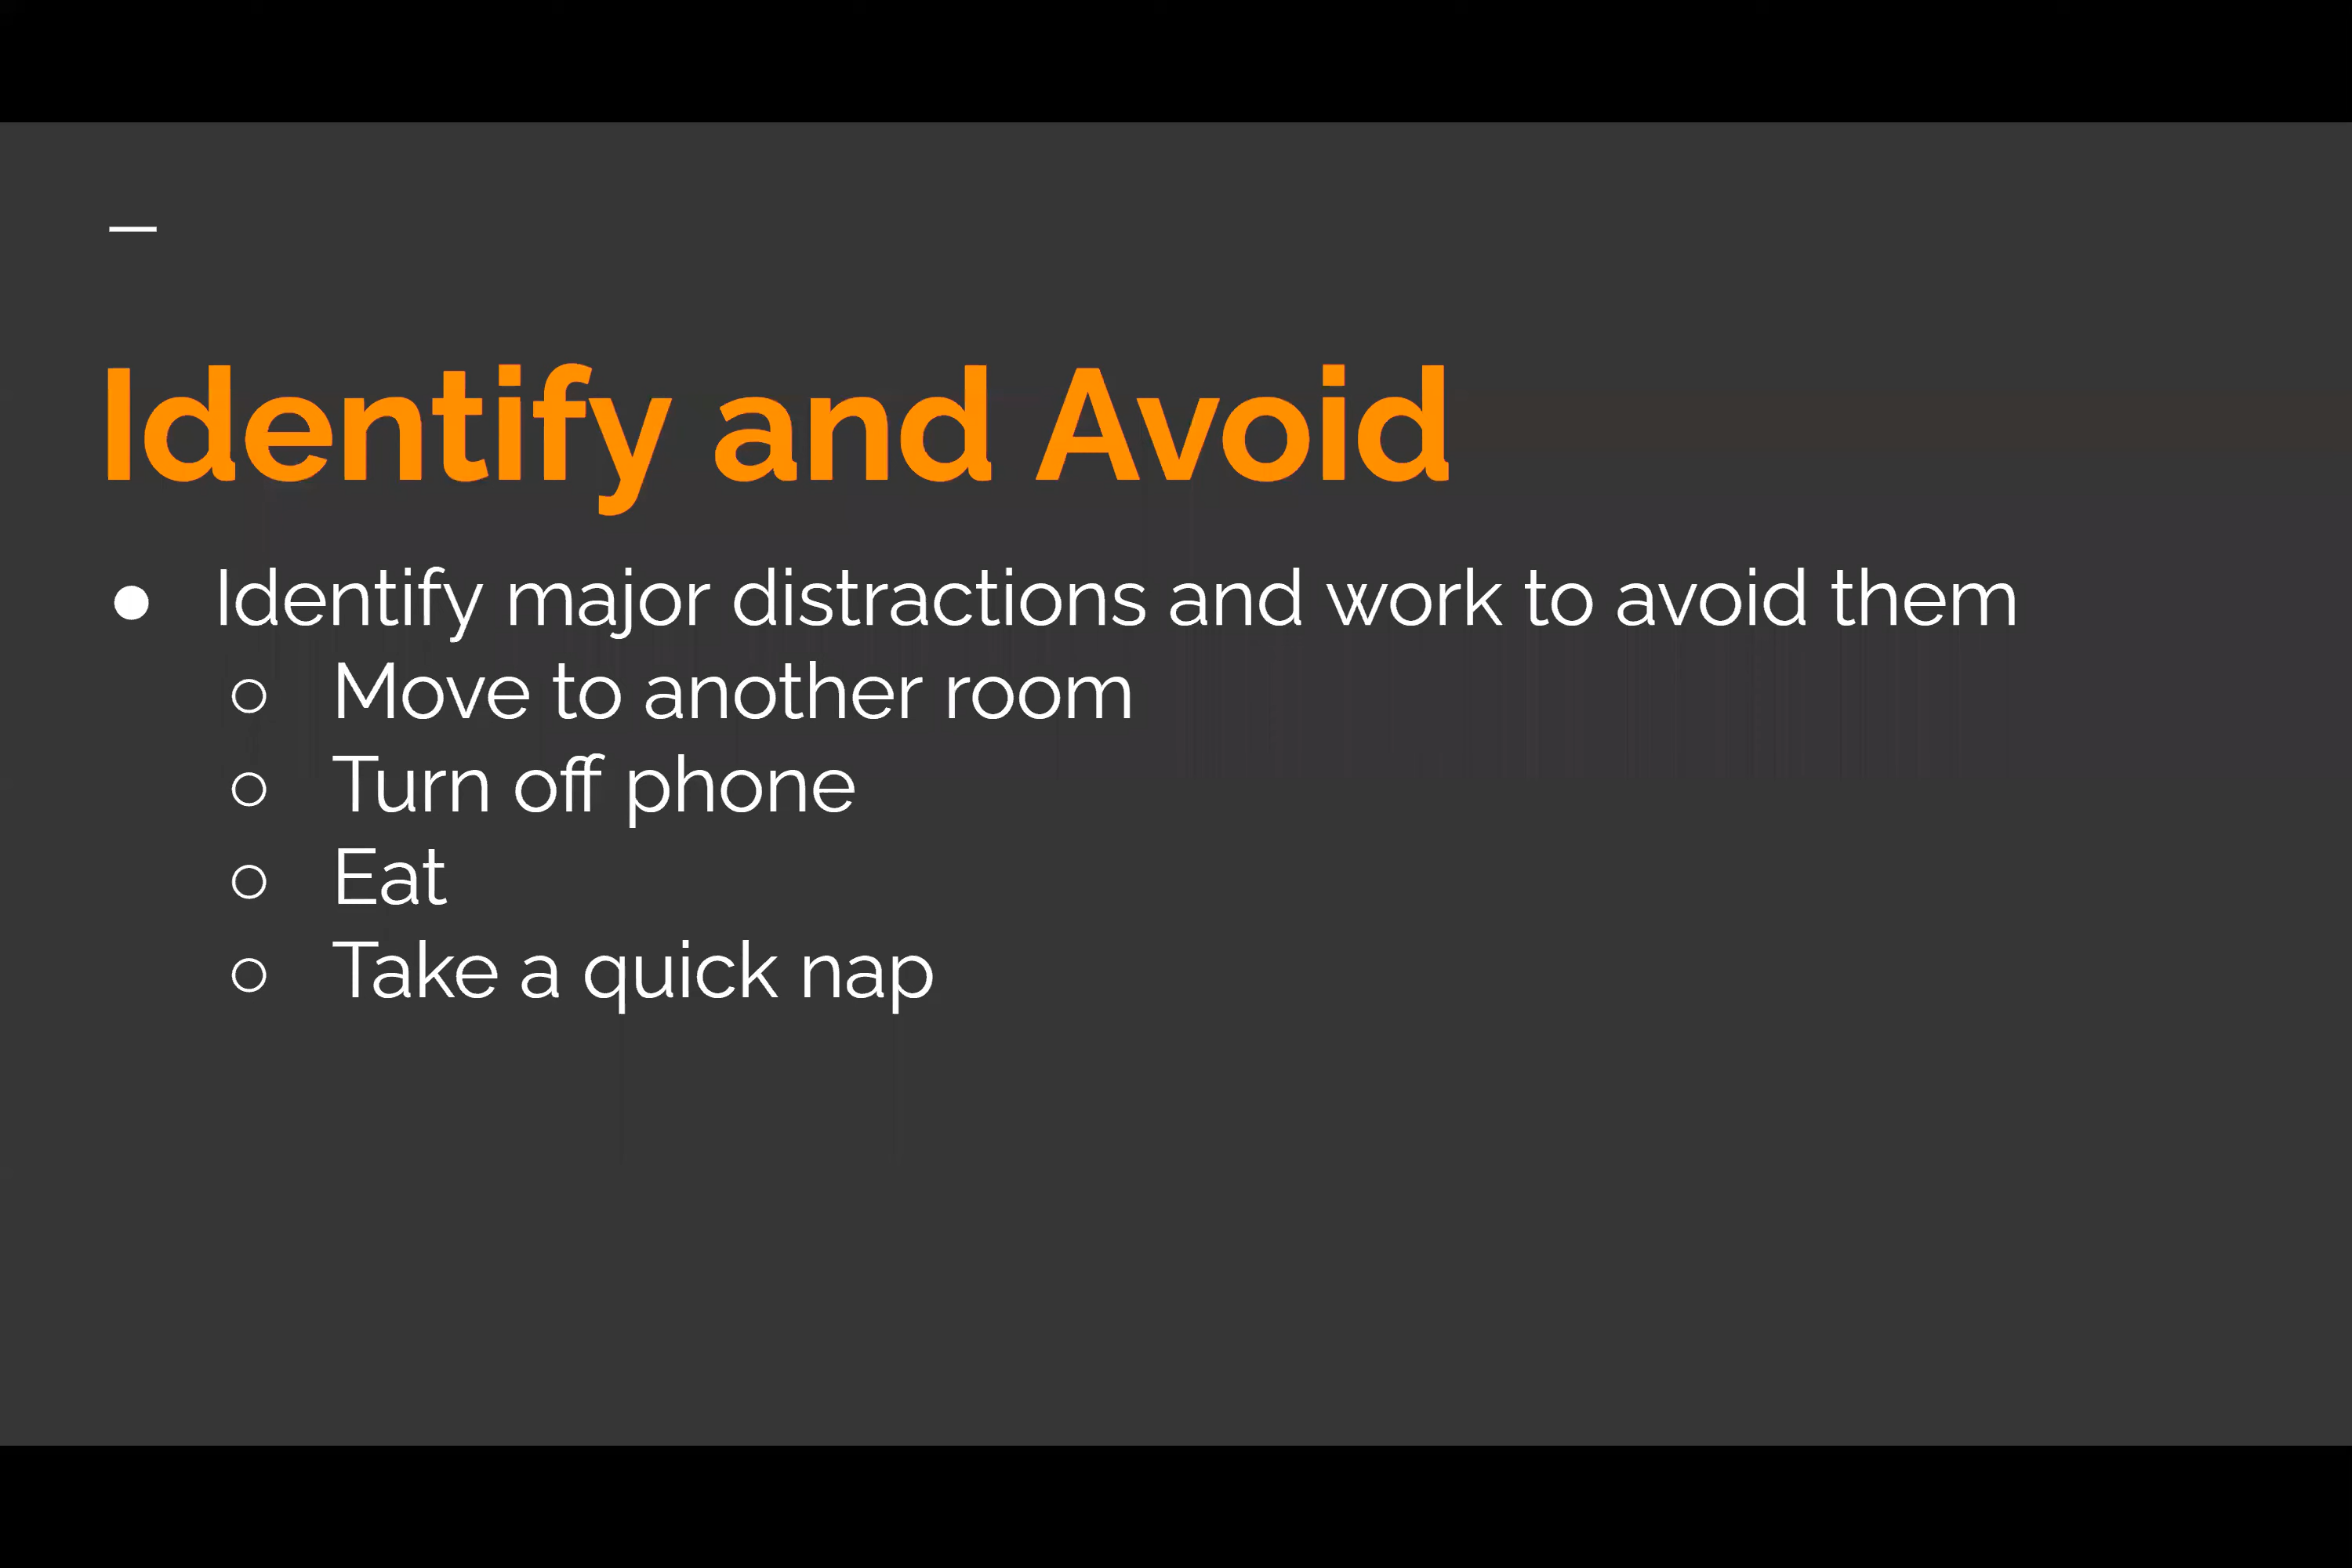 Identify and Avoid
● Identify major distractions and work to avoid them
○ Move to another room
○ Turn off phone
○ Eat
○ Take a quick nap